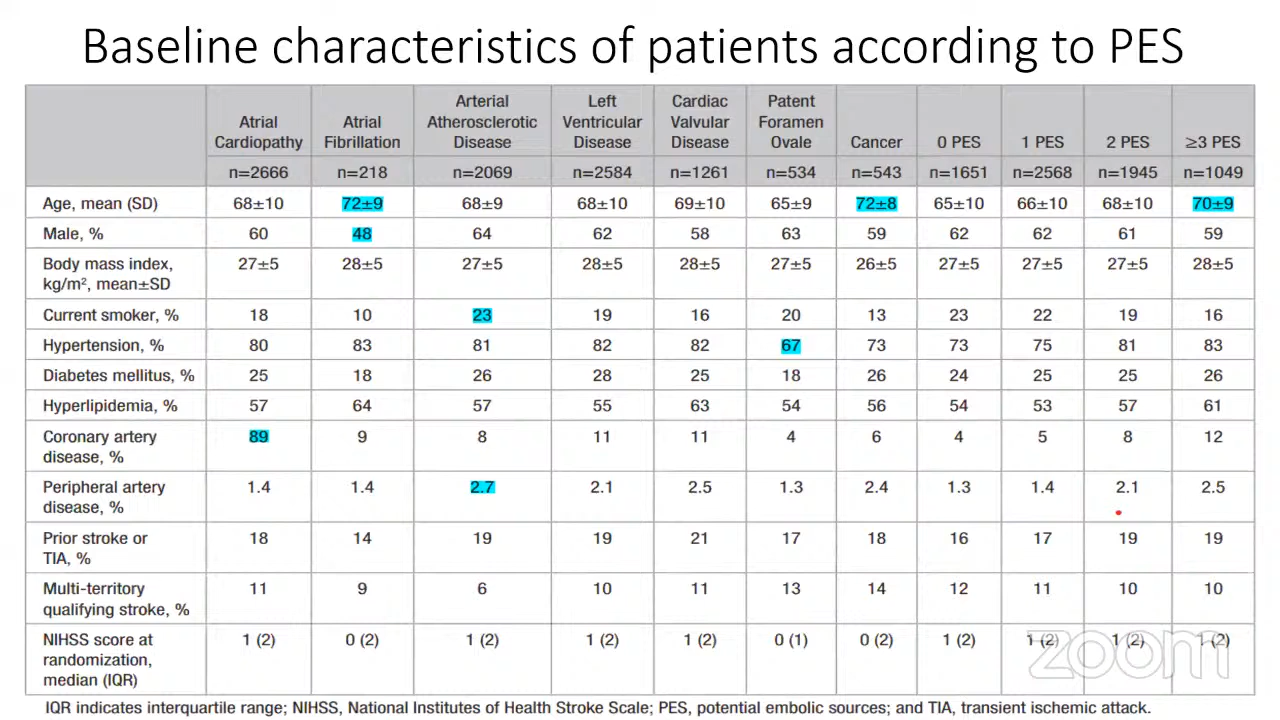 Baseline characteristics of patients according to PES
Atrial Cardiopathy | Atrial Fibrillation | Arterial Atherosclerotic Disease | Left Ventricular Disease | Cardiac Valvular Disease | Patent Foramen Ovale | Cancer | 0 PES | 1 PES | 2 PES | ≥3 PES
n=2666 | n=218 | n=2069 | n=2584 | n=1261 | n=534 | n=543 | n=1651 | n=2568 | n=1945 | n=1049
Age, mean (SD) | 68±10 | 72±9 | 68±9 | 68±10 | 69±10 | 65±9 | 72±8 | 65±10 | 66±10 | 68±10 | 70±9
Male, % | 60 | 48 | 64 | 62 | 58 | 63 | 59 | 62 | 62 | 61 | 59
Body mass index, kg/m², mean±SD | 27±5 | 28±5 | 27±5 | 28±5 | 28±5 | 27±5 | 26±5 | 27±5 | 27±5 | 27±5 | 28±5
Current smoker, % | 18 | 10 | 23 | 19 | 16 | 20 | 13 | 23 | 22 | 19 | 16
Hypertension, % | 80 | 83 | 81 | 82 | 82 | 67 | 73 | 73 | 75 | 81 | 83
Diabetes mellitus, % | 25 | 18 | 26 | 28 | 25 | 18 | 26 | 24 | 25 | 25 | 26
Hyperlipidemia, % | 57 | 64 | 57 | 55 | 63 | 54 | 56 | 54 | 53 | 57 | 61
Coronary artery disease, % | 89 | 9 | 8 | 11 | 11 | 4 | 6 | 4 | 5 | 8 | 12
Peripheral artery disease, % | 1.4 | 1.4 | 2.7 | 2.1 | 2.5 | 1.3 | 2.4 | 1.3 | 1.4 | 2.1 | 2.5
Prior stroke or TIA, % | 18 | 14 | 19 | 19 | 21 | 17 | 18 | 16 | 17 | 19 | 19
Multi-territory qualifying stroke, % | 11 | 9 | 6 | 10 | 11 | 13 | 14 | 12 | 11 | 10 | 10
NIHSS score at randomization, median (IQR) | 1 (2) | 0 (2) | 1 (2) | 1 (2) | 1 (2) | 0 (1) | 0 (2) | 1 (2) | 1 (2) | 1 (2) | 1 (2)
zoom
IQR indicates interquartile range; NIHSS, National Institutes of Health Stroke Scale; PES, potential embolic sources; and TIA, transient ischemic attack.